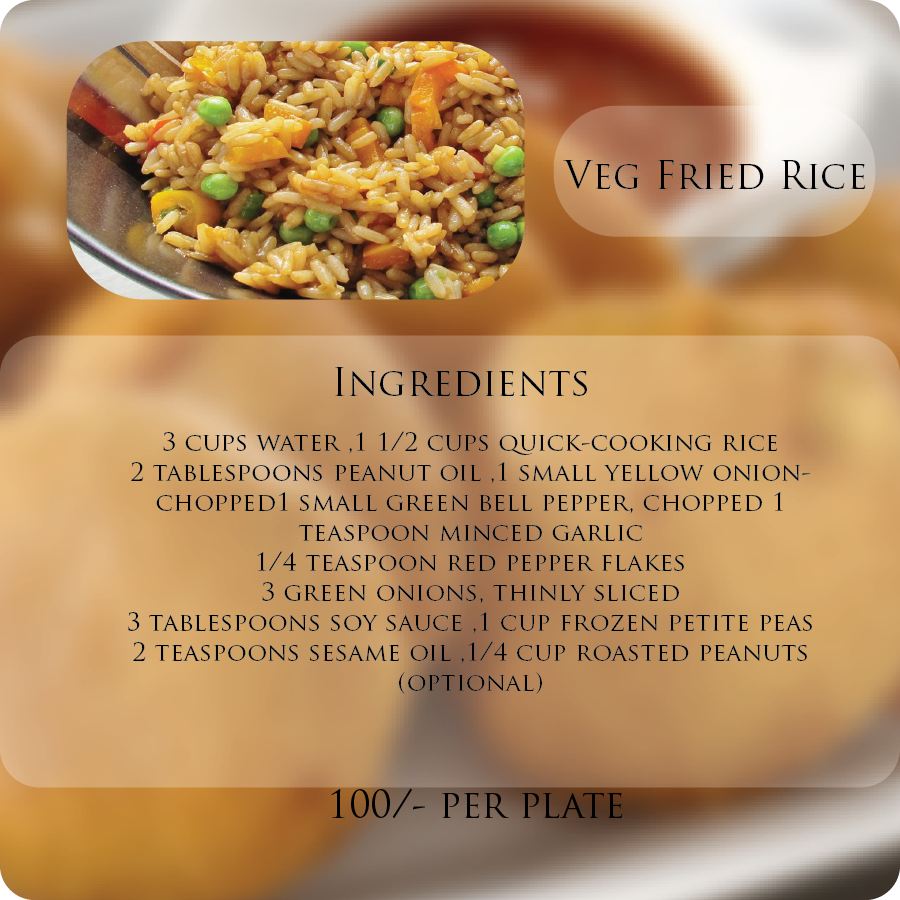 Veg Fried Rice
Ingredients
3 cups water ,1 1/2 cups quick-cooking rice
2 tablespoons peanut oil ,1 small yellow onion-
chopped1 small green bell pepper, chopped 1
teaspoon minced garlic
1/4 teaspoon red pepper flakes
3 green onions, thinly sliced
3 tablespoons soy sauce ,1 cup frozen petite peas
2 teaspoons sesame oil ,1/4 cup roasted peanuts
(optional)
100/- per plate